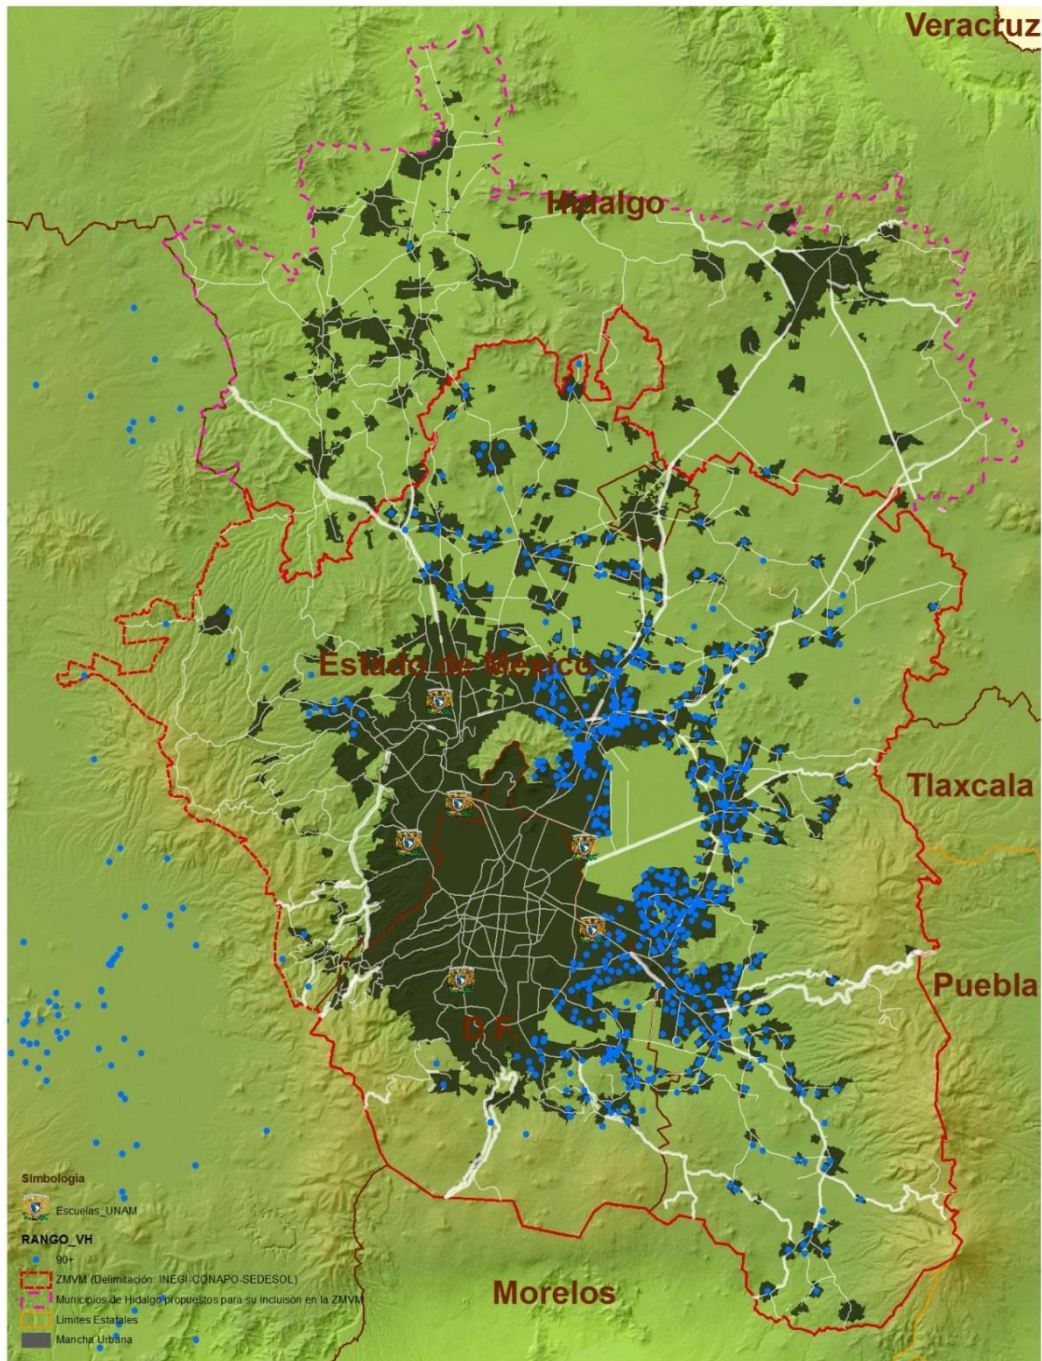 Veracruz
Hidalgo
Estado de México
Tlaxcala
Puebla
D.F.
Morelos
Simbología
Escuelas_UNAM
RANGO_VH
90+
ZMVM (Delimitación: INEGI-CONAPO-SEDESOL)
Municipios de Hidalgo propuestos para su inclusión en la ZMVM
Limites Estatales
Mancha Urbana